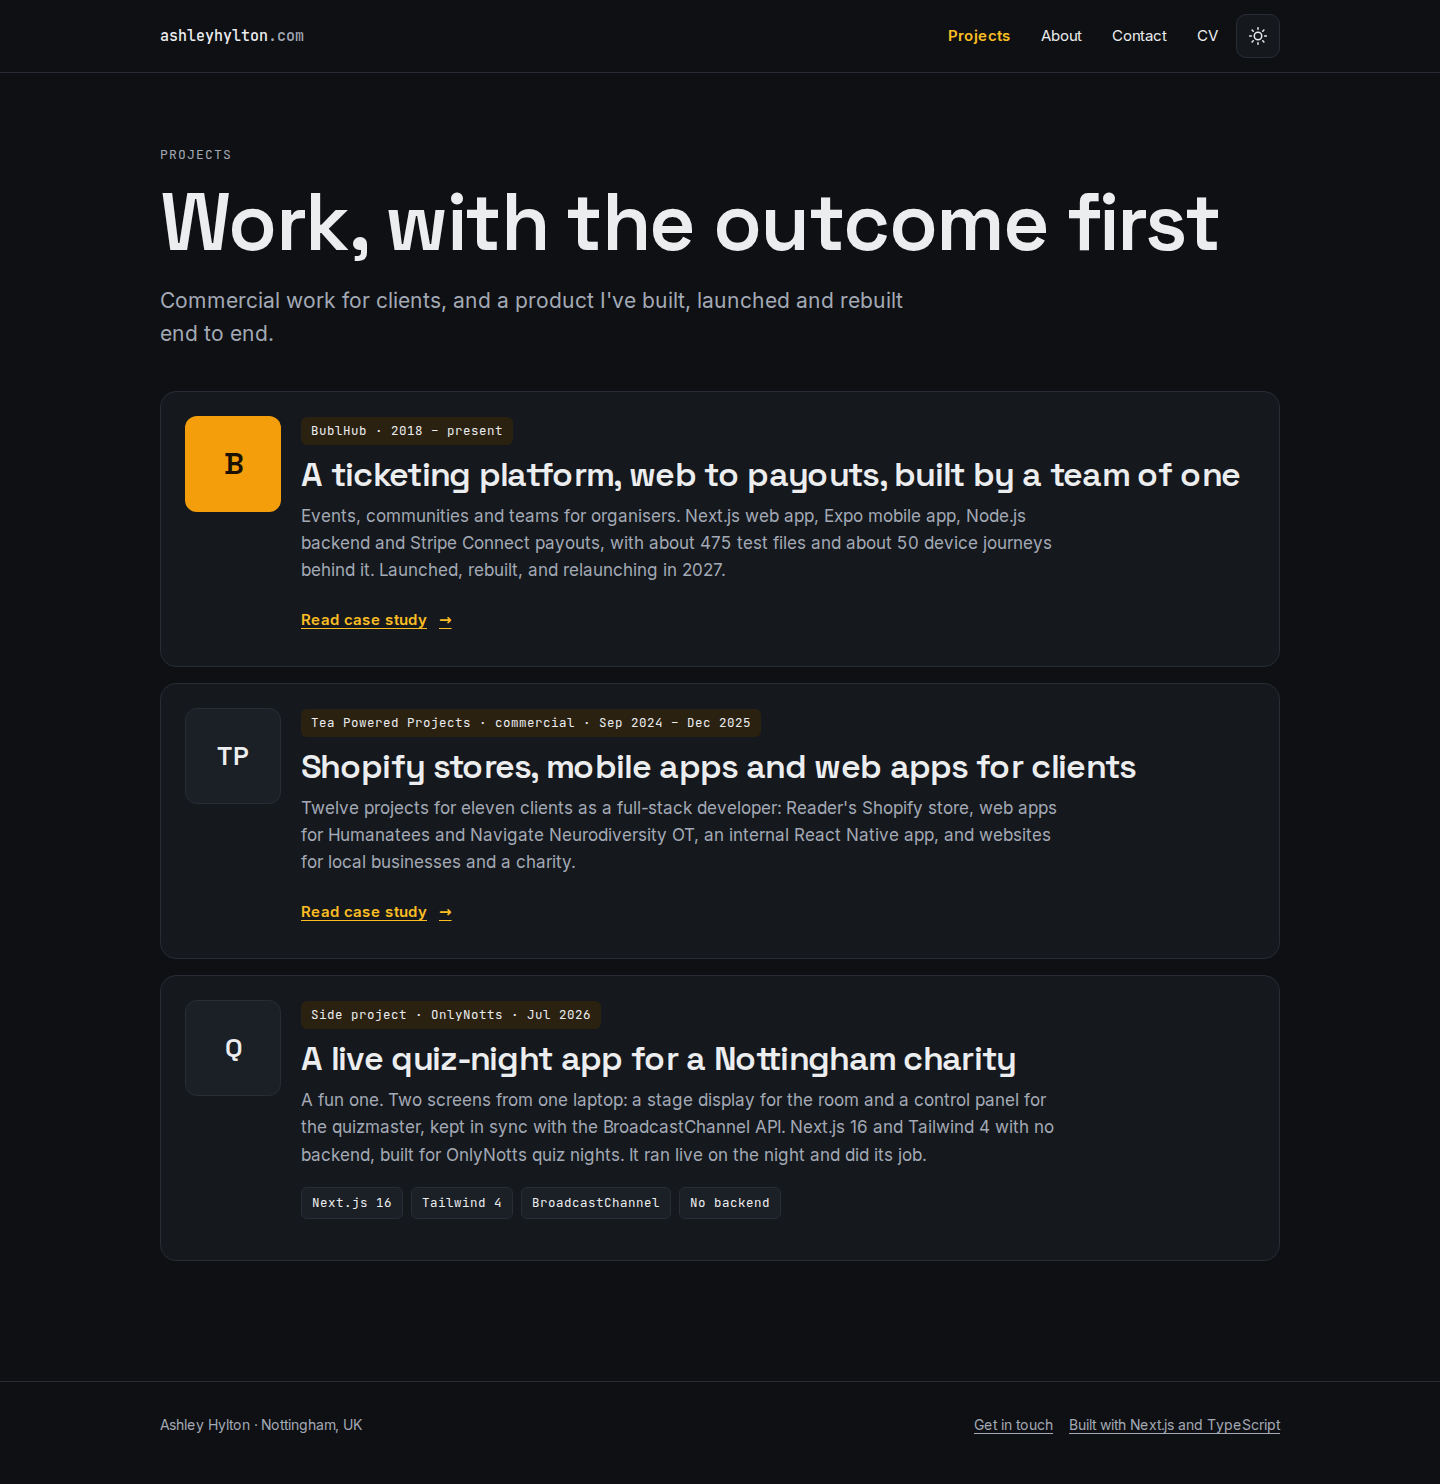 ashleyhylton.com
Projects About Contact CV
PROJECTS
Work, with the outcome first
Commercial work for clients, and a product I've built, launched and rebuilt
end to end.
B
BublHub · 2018 – present
A ticketing platform, web to payouts, built by a team of one
Events, communities and teams for organisers. Next.js web app, Expo mobile app, Node.js
backend and Stripe Connect payouts, with about 475 test files and about 50 device journeys
behind it. Launched, rebuilt, and relaunching in 2027.
Read case study →
TP
Tea Powered Projects · commercial · Sep 2024 – Dec 2025
Shopify stores, mobile apps and web apps for clients
Twelve projects for eleven clients as a full-stack developer: Reader's Shopify store, web apps
for Humanatees and Navigate Neurodiversity OT, an internal React Native app, and websites
for local businesses and a charity.
Read case study →
Q
Side project · OnlyNotts · Jul 2026
A live quiz-night app for a Nottingham charity
A fun one. Two screens from one laptop: a stage display for the room and a control panel for
the quizmaster, kept in sync with the BroadcastChannel API. Next.js 16 and Tailwind 4 with no
backend, built for OnlyNotts quiz nights. It ran live on the night and did its job.
Next.js 16 Tailwind 4 BroadcastChannel No backend
Ashley Hylton · Nottingham, UK
Get in touch Built with Next.js and TypeScript